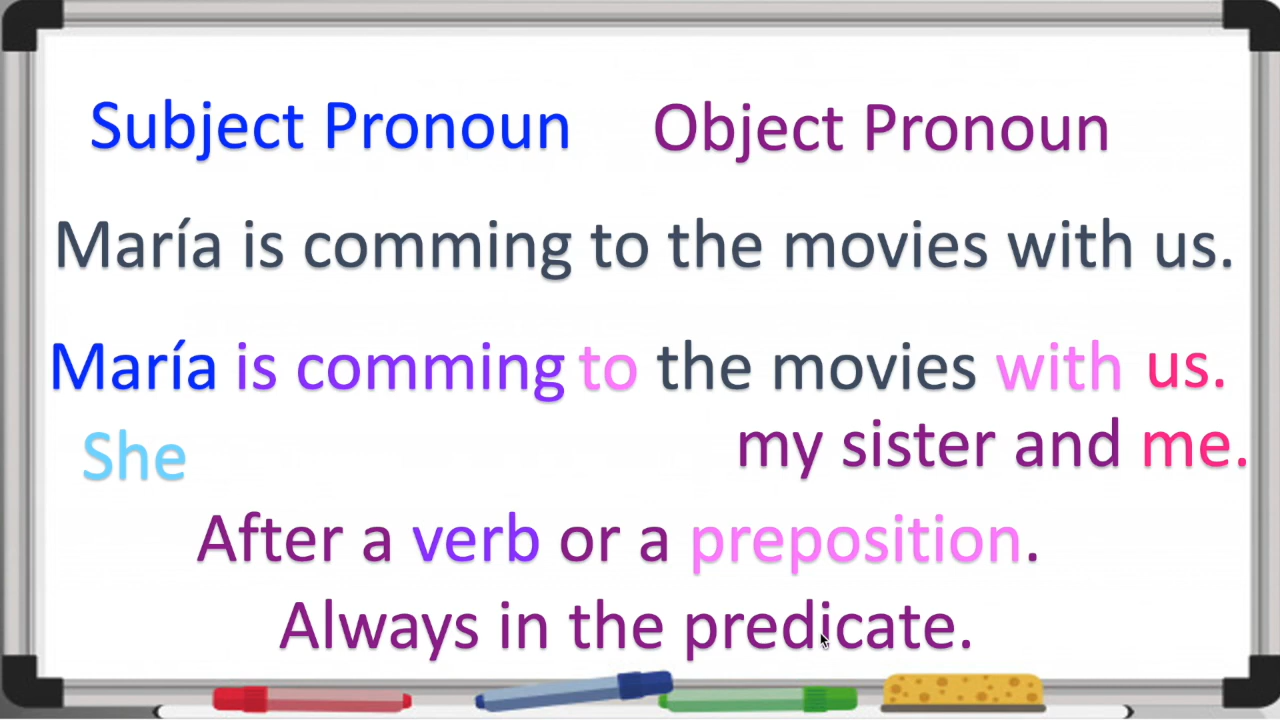 Subject Pronoun Object Pronoun
María is comming to the movies with us.
María is comming to the movies with us.
She my sister and me.
After a verb or a preposition.
Always in the predicate.